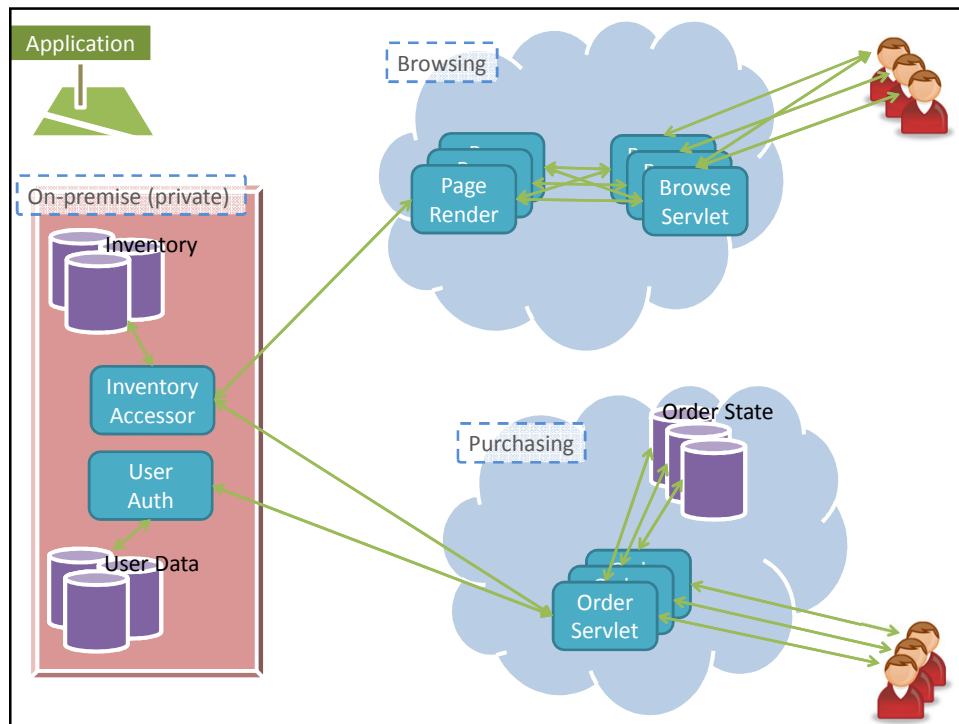 Application
Browsing
P
P
Page
Render
B
B
Browse
Servlet
On-premise (private)
Inventory
Inventory
Accessor
User
Auth
User Data
Purchasing
Order State
Order
Servlet